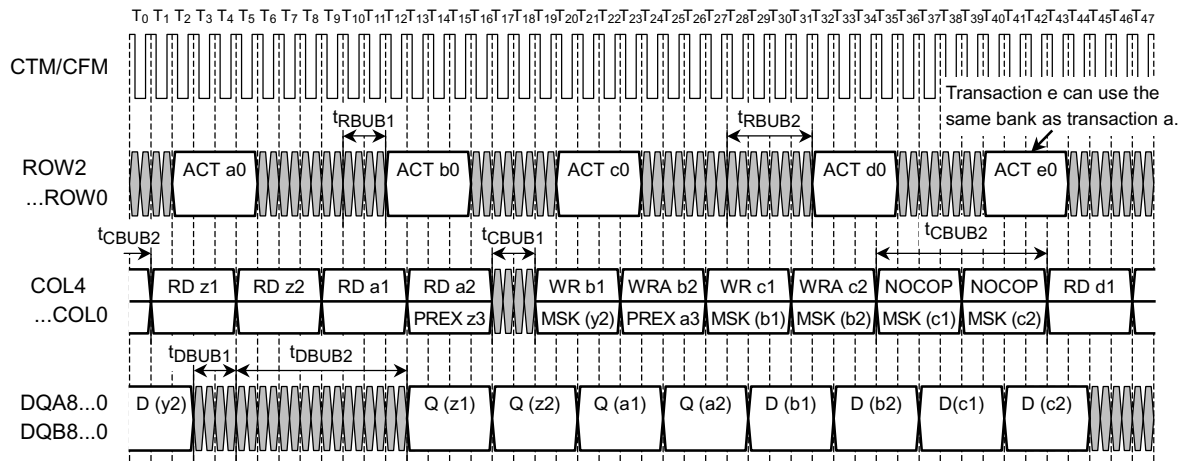 T0 T1 T2 T3 T4 T5 T6 T7 T8 T9 T10 T11 T12 T13 T14 T15 T16 T17 T18 T19 T20 T21 T22 T23 T24 T25 T26 T27 T28 T29 T30 T31 T32 T33 T34 T35 T36 T37 T38 T39 T40 T41 T42 T43 T44 T45 T46 T47
CTM/CFM
Transaction e can use the
same bank as transaction a.
tRBUB1 tRBUB2
ROW2
...ROW0
ACT a0 ACT b0 ACT c0 ACT d0 ACT e0
tCBUB2 tCBUB1 tCBUB2
COL4 RD z1 RD z2 RD a1 RD a2 WR b1 WRA b2 WR c1 WRA c2 NOCOP NOCOP RD d1
...COL0 PREX z3 MSK (y2) PREX a3 MSK (b1) MSK (b2) MSK (c1) MSK (c2)
tDBUB1 tDBUB2
DQA8...0 D (y2) Q (z1) Q (z2) Q (a1) Q (a2) D (b1) D (b2) D(c1) D (c2)
DQB8...0